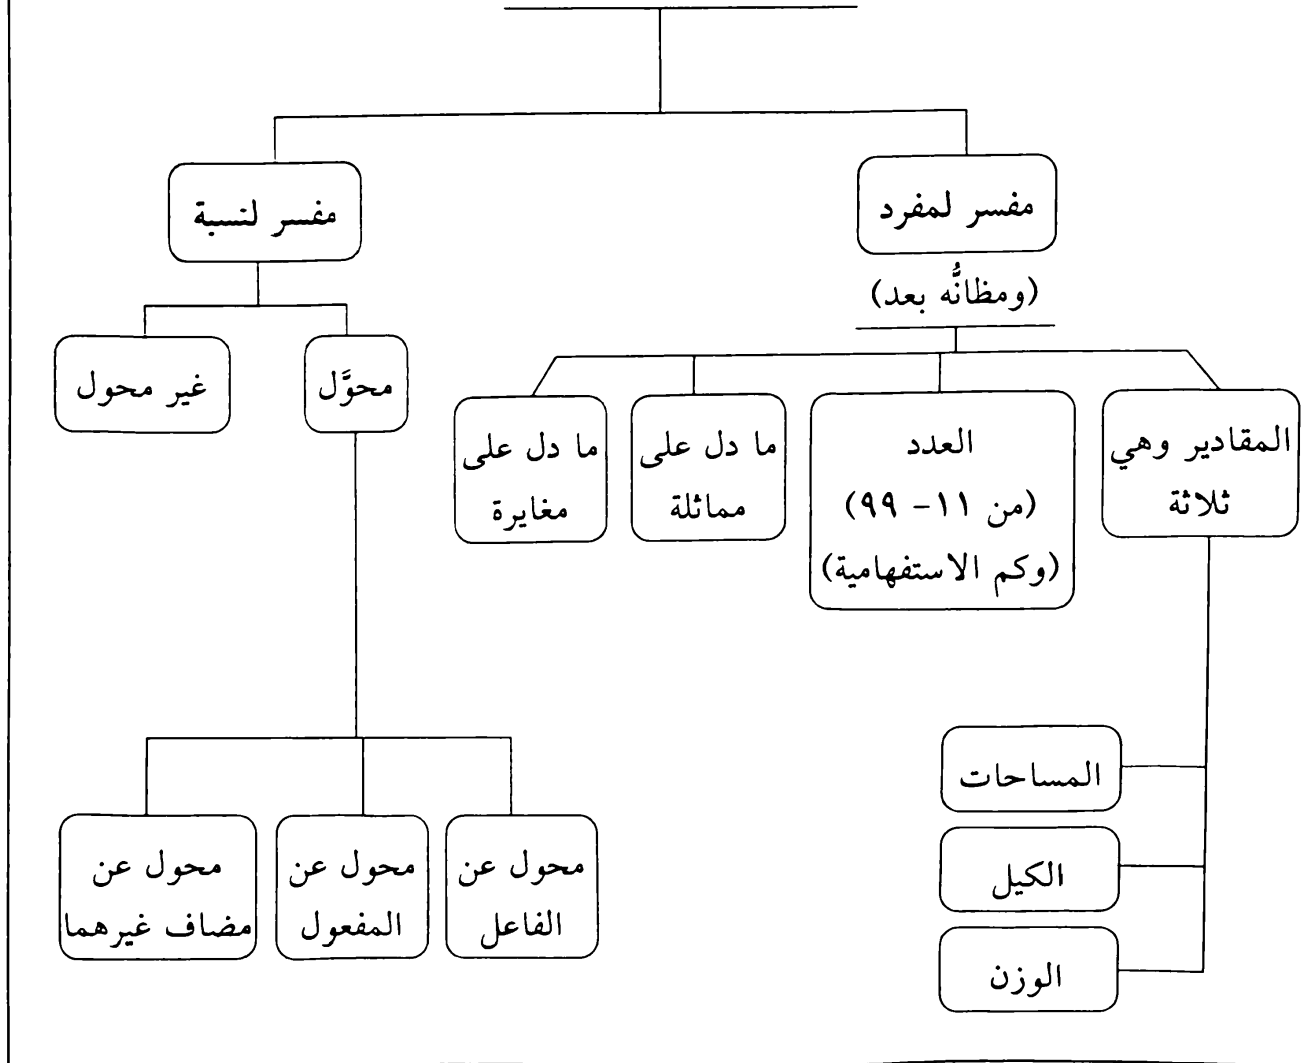 مفسر لمفرد
مفسر لنسبة
(ومظانُّه بعد)
محوَّل
غير محول
المقادير وهي
ثلاثة
العدد
(من ١١- ٩٩)
(وكم الاستفهامية)
ما دل على
مماثلة
ما دل على
مغايرة
المساحات
الكيل
الوزن
محول عن
الفاعل
محول عن
المفعول
محول عن
مضاف غيرهما